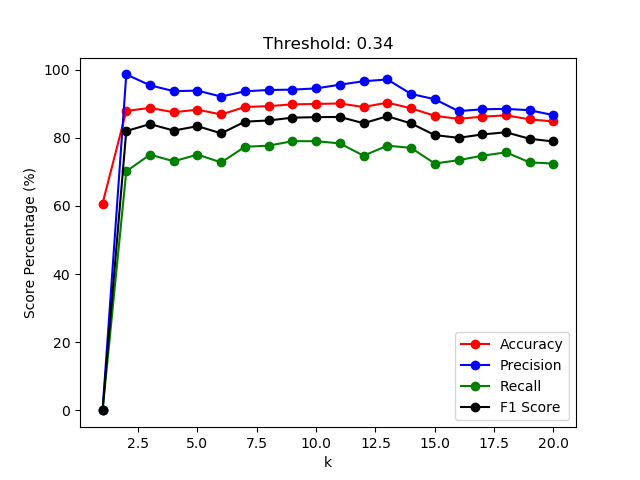 Threshold: 0.34
Score Percentage (%)
100
80
60
40
20
0
2.5 5.0 7.5 10.0 12.5 15.0 17.5 20.0
k
Accuracy
Precision
Recall
F1 Score